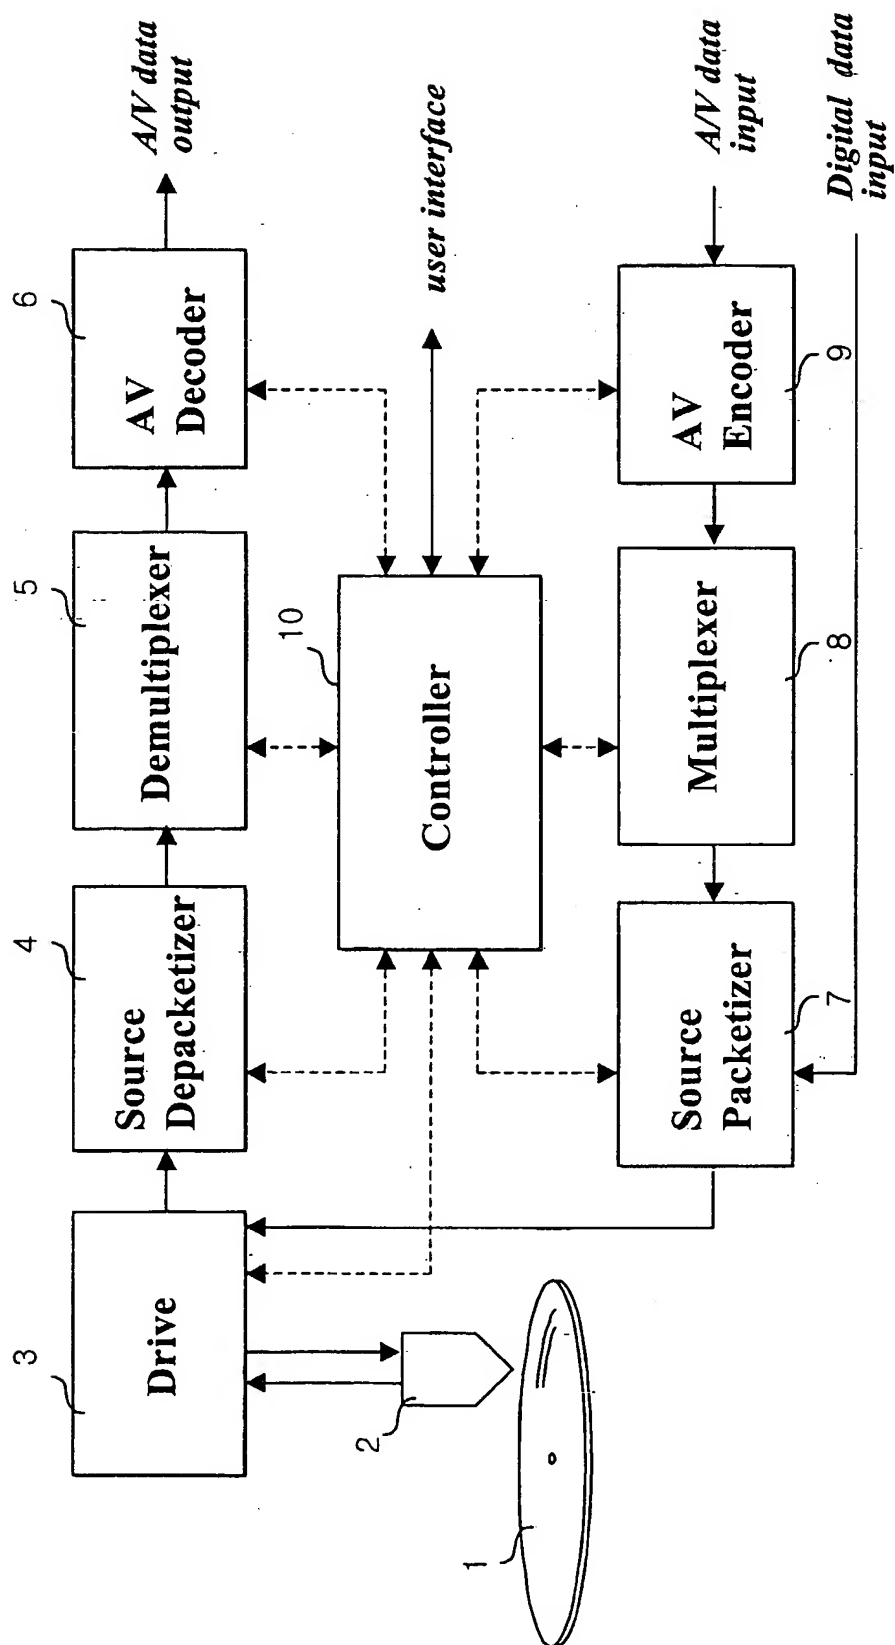 3
4
5
6
Drive
Source
Depacketizer
Demultiplexer
AV
Decoder
A/V data
output
10
Controller
user interface
2
1
Source
Packetizer
Multiplexer
AV
Encoder
A/V data
input
7
8
9
Digital data
input